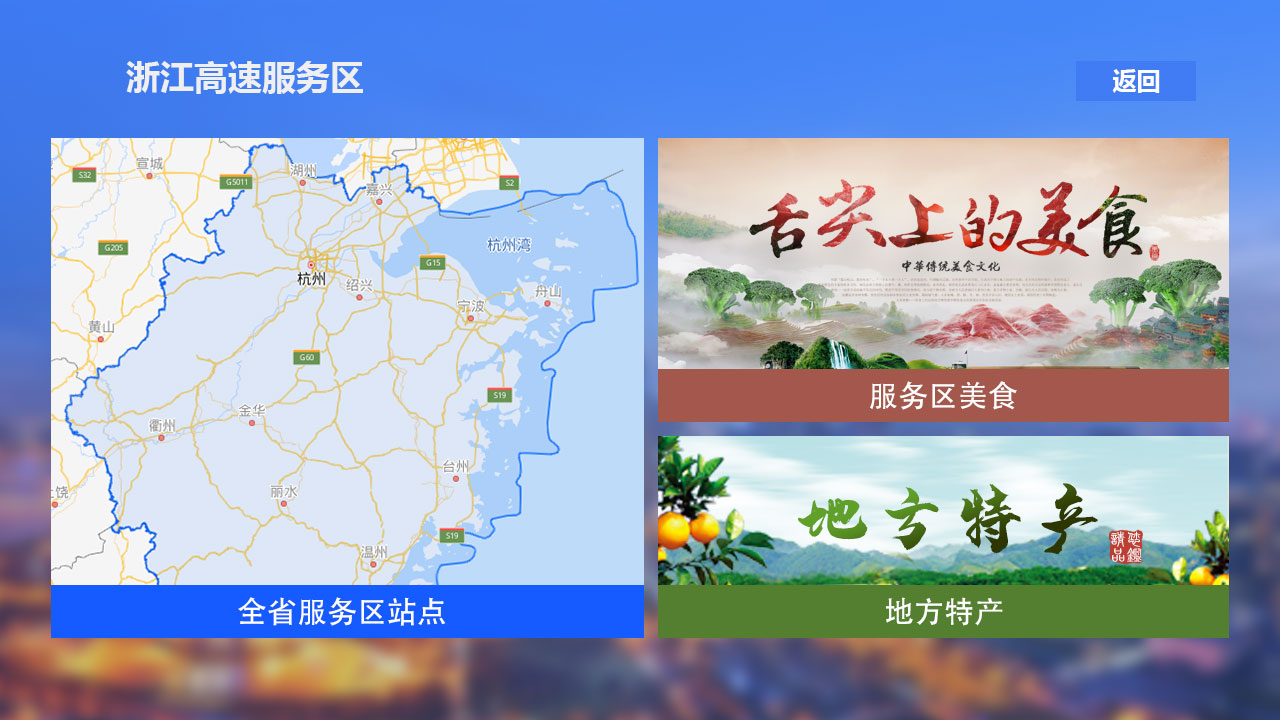 浙江高速服务区
返回
宣城
湖州
S32
G5011
嘉兴
S2
G205
杭州湾
G15
杭州
绍兴
舟山
宁波
黄山
G60
S19
金华
衢州
台州
丽水
饶
S19
温州
全省服务区站点
舌尖上的美食
中華傳統美食文化
服务区美食
地方特产
地方特产